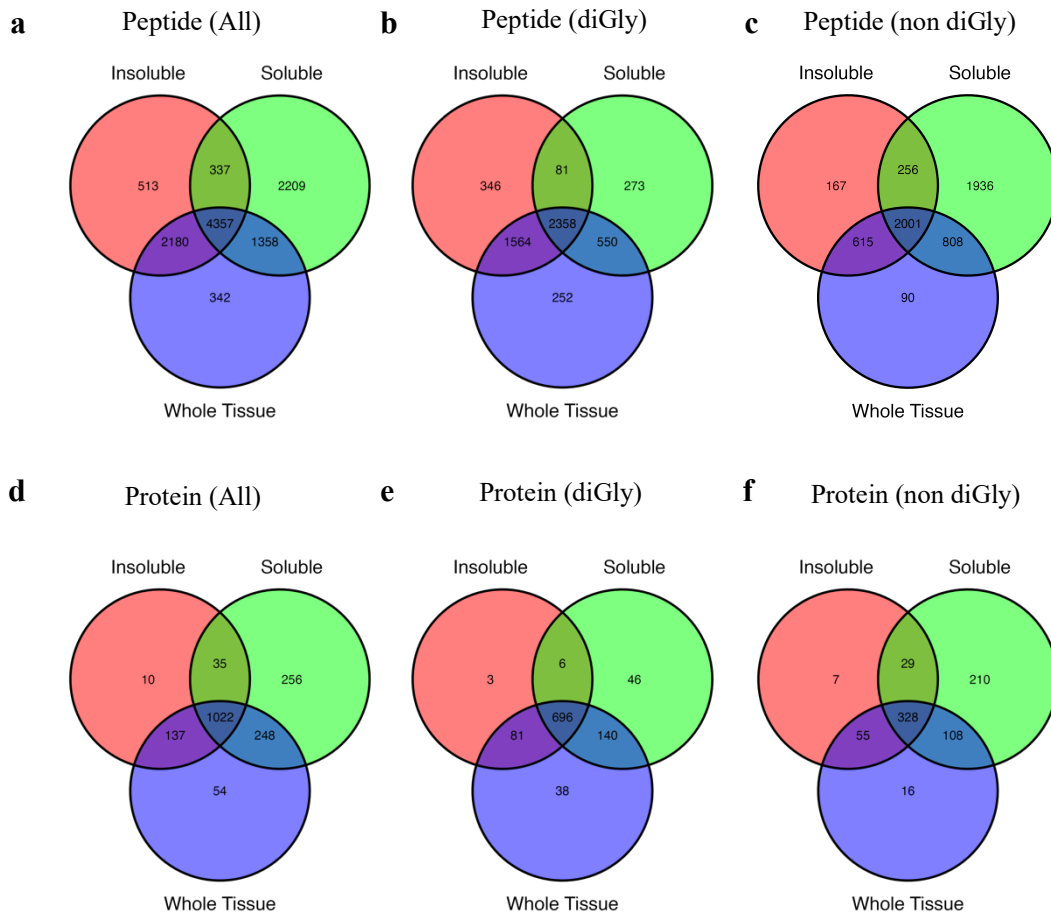 a Peptide (All)
b Peptide (diGly)
c Peptide (non diGly)
Insoluble Soluble
Insoluble Soluble
Insoluble Soluble
337
513 2209
4357
2180 1358
342
Whole Tissue
81
346 273
2358
1564 550
252
Whole Tissue
256
167 1936
2001
615 808
90
Whole Tissue
d Protein (All)
e Protein (diGly)
f Protein (non diGly)
Insoluble Soluble
Insoluble Soluble
Insoluble Soluble
35
10 256
1022
137 248
54
Whole Tissue
6
3 46
696
81 140
38
Whole Tissue
29
7 210
328
55 108
16
Whole Tissue